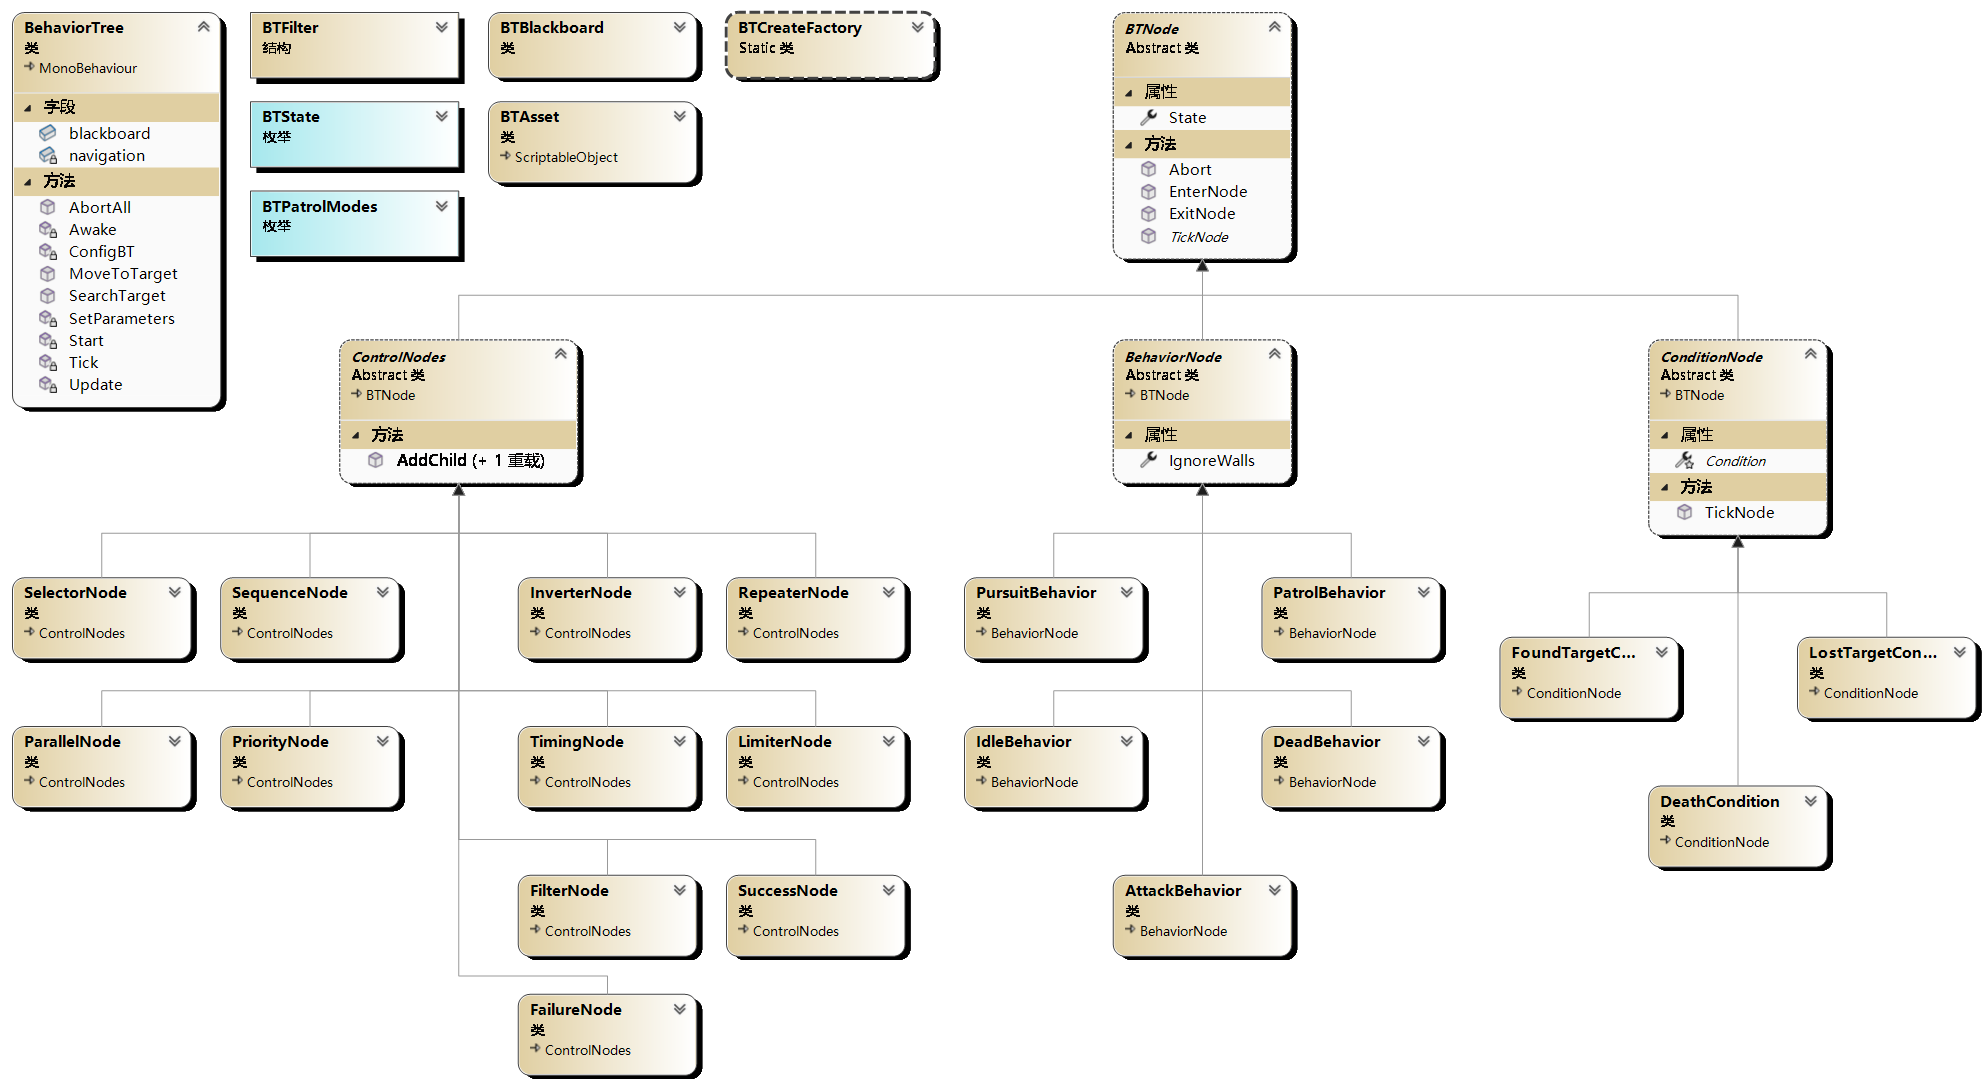 BehaviorTree
类
MonoBehaviour
字段
blackboard
navigation
方法
AbortAll
Awake
ConfigBT
MoveToTarget
SearchTarget
SetParameters
Start
Tick
Update
BTFilter
结构
BTState
枚举
BTPatrolModes
枚举
BTBlackboard
类
BTAsset
类
ScriptableObject
BTCreateFactory
Static 类
BTNode
Abstract 类
属性
State
方法
Abort
EnterNode
ExitNode
TickNode
ControlNodes
Abstract 类
BTNode
方法
AddChild (+ 1 重载)
BehaviorNode
Abstract 类
BTNode
属性
IgnoreWalls
ConditionNode
Abstract 类
BTNode
属性
Condition
方法
TickNode
SelectorNode
类
ControlNodes
SequenceNode
类
ControlNodes
InverterNode
类
ControlNodes
RepeaterNode
类
ControlNodes
PursuitBehavior
类
BehaviorNode
PatrolBehavior
类
BehaviorNode
FoundTargetC...
类
ConditionNode
LostTargetCon...
类
ConditionNode
ParallelNode
类
ControlNodes
PriorityNode
类
ControlNodes
TimingNode
类
ControlNodes
LimiterNode
类
ControlNodes
IdleBehavior
类
BehaviorNode
DeadBehavior
类
BehaviorNode
DeathCondition
类
ConditionNode
FilterNode
类
ControlNodes
SuccessNode
类
ControlNodes
AttackBehavior
类
BehaviorNode
FailureNode
类
ControlNodes